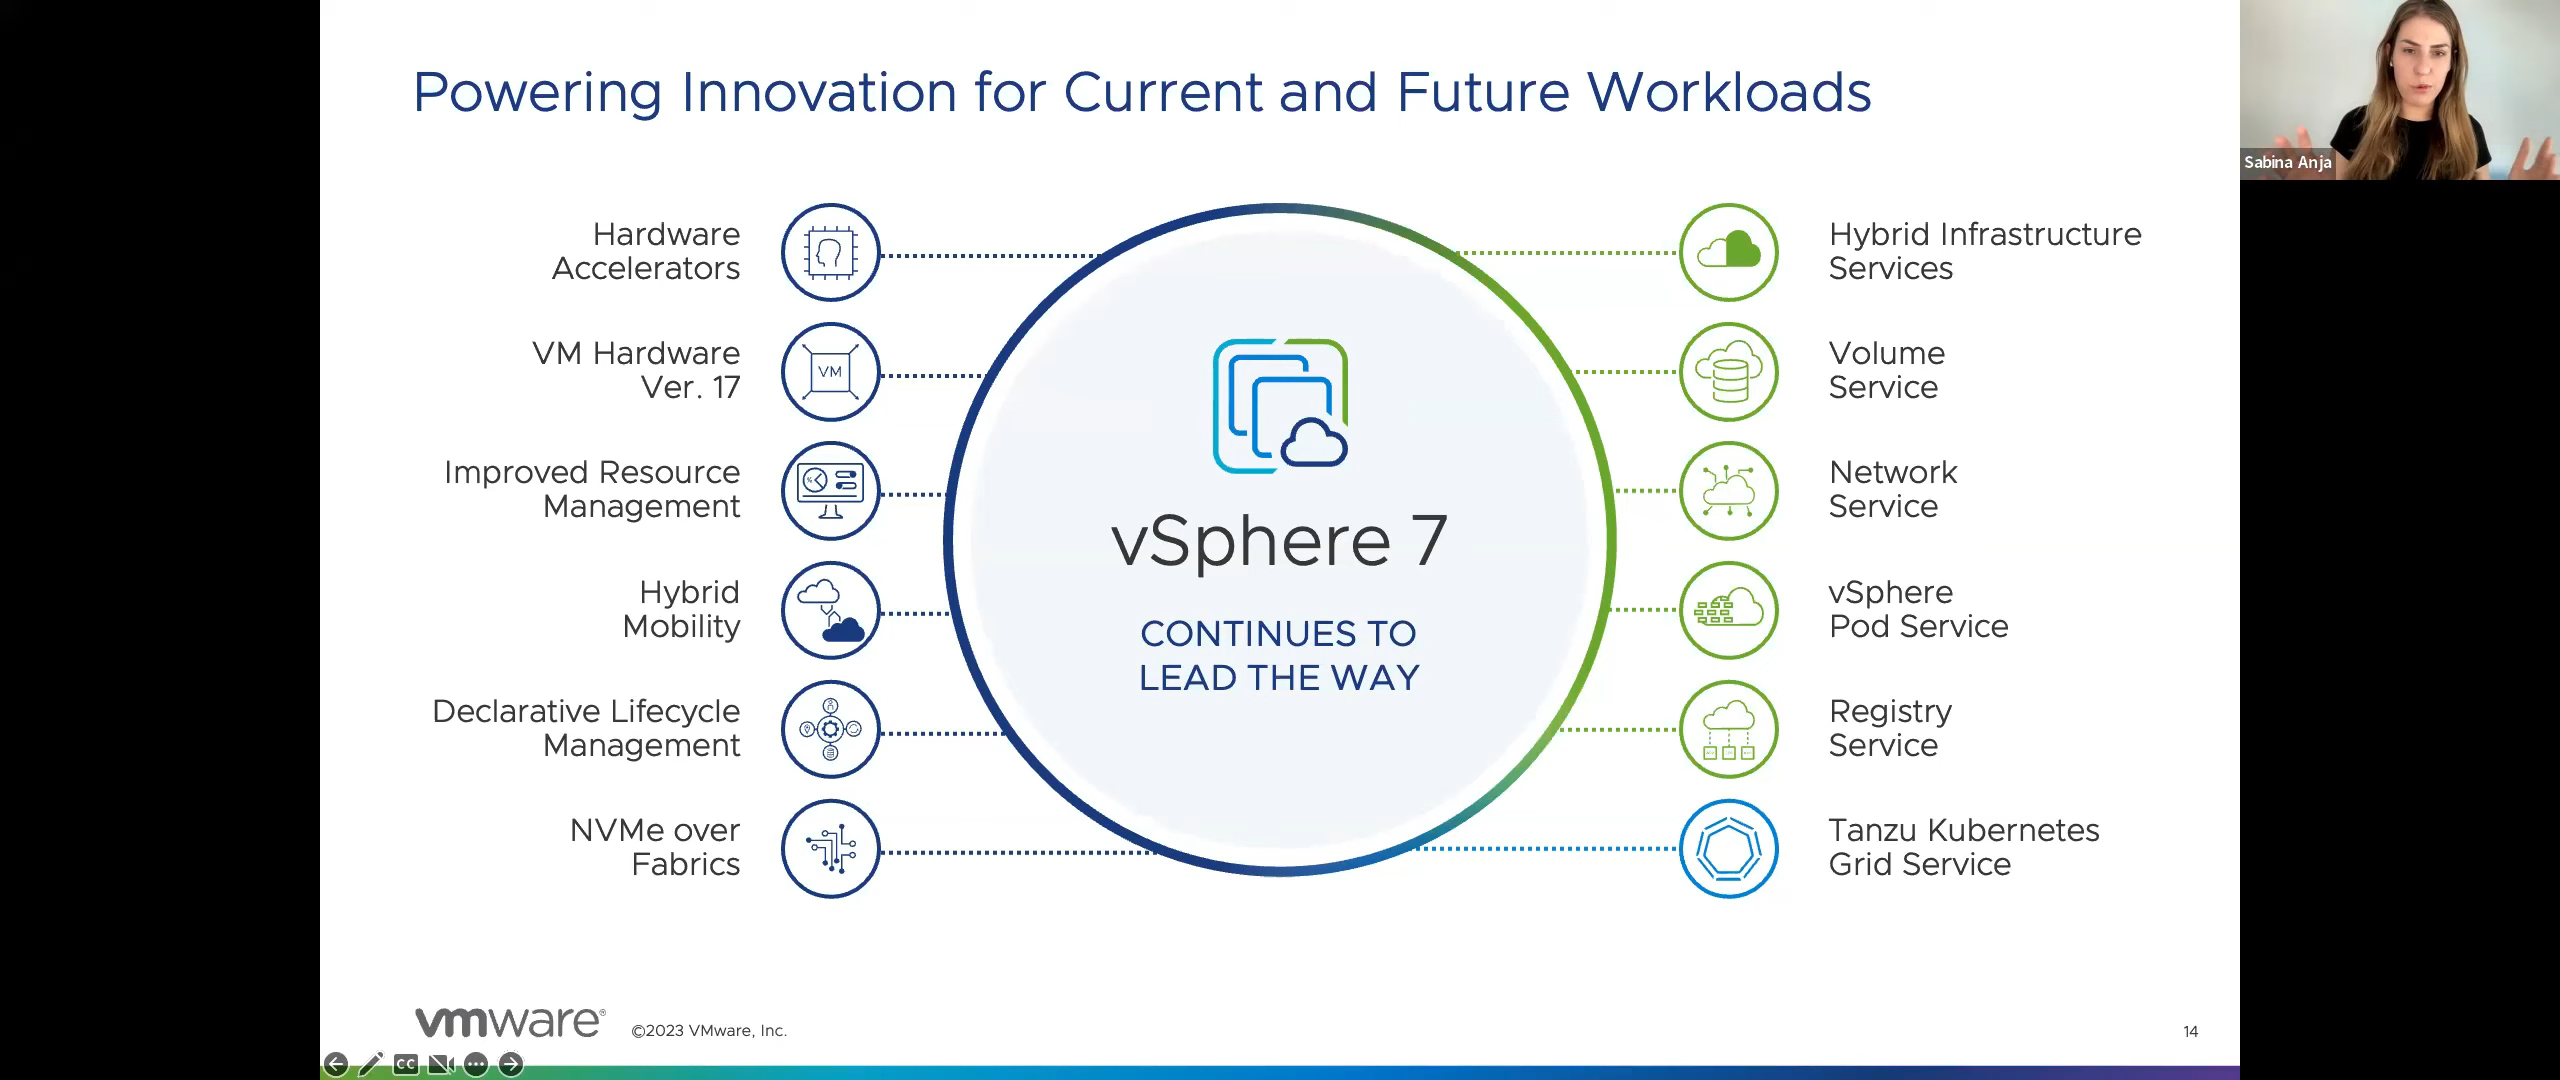 Powering Innovation for Current and Future Workloads
Sabina Anja
Hardware
Accelerators
VM Hardware
Ver. 17
VM
Improved Resource
Management
Hybrid
Mobility
Declarative Lifecycle
Management
NVMe over
Fabrics
vSphere 7
CONTINUES TO
LEAD THE WAY
Hybrid Infrastructure
Services
Volume
Service
Network
Service
vSphere
Pod Service
Registry
Service
Tanzu Kubernetes
Grid Service
vmware®
©2023 VMware, Inc.
14
CC